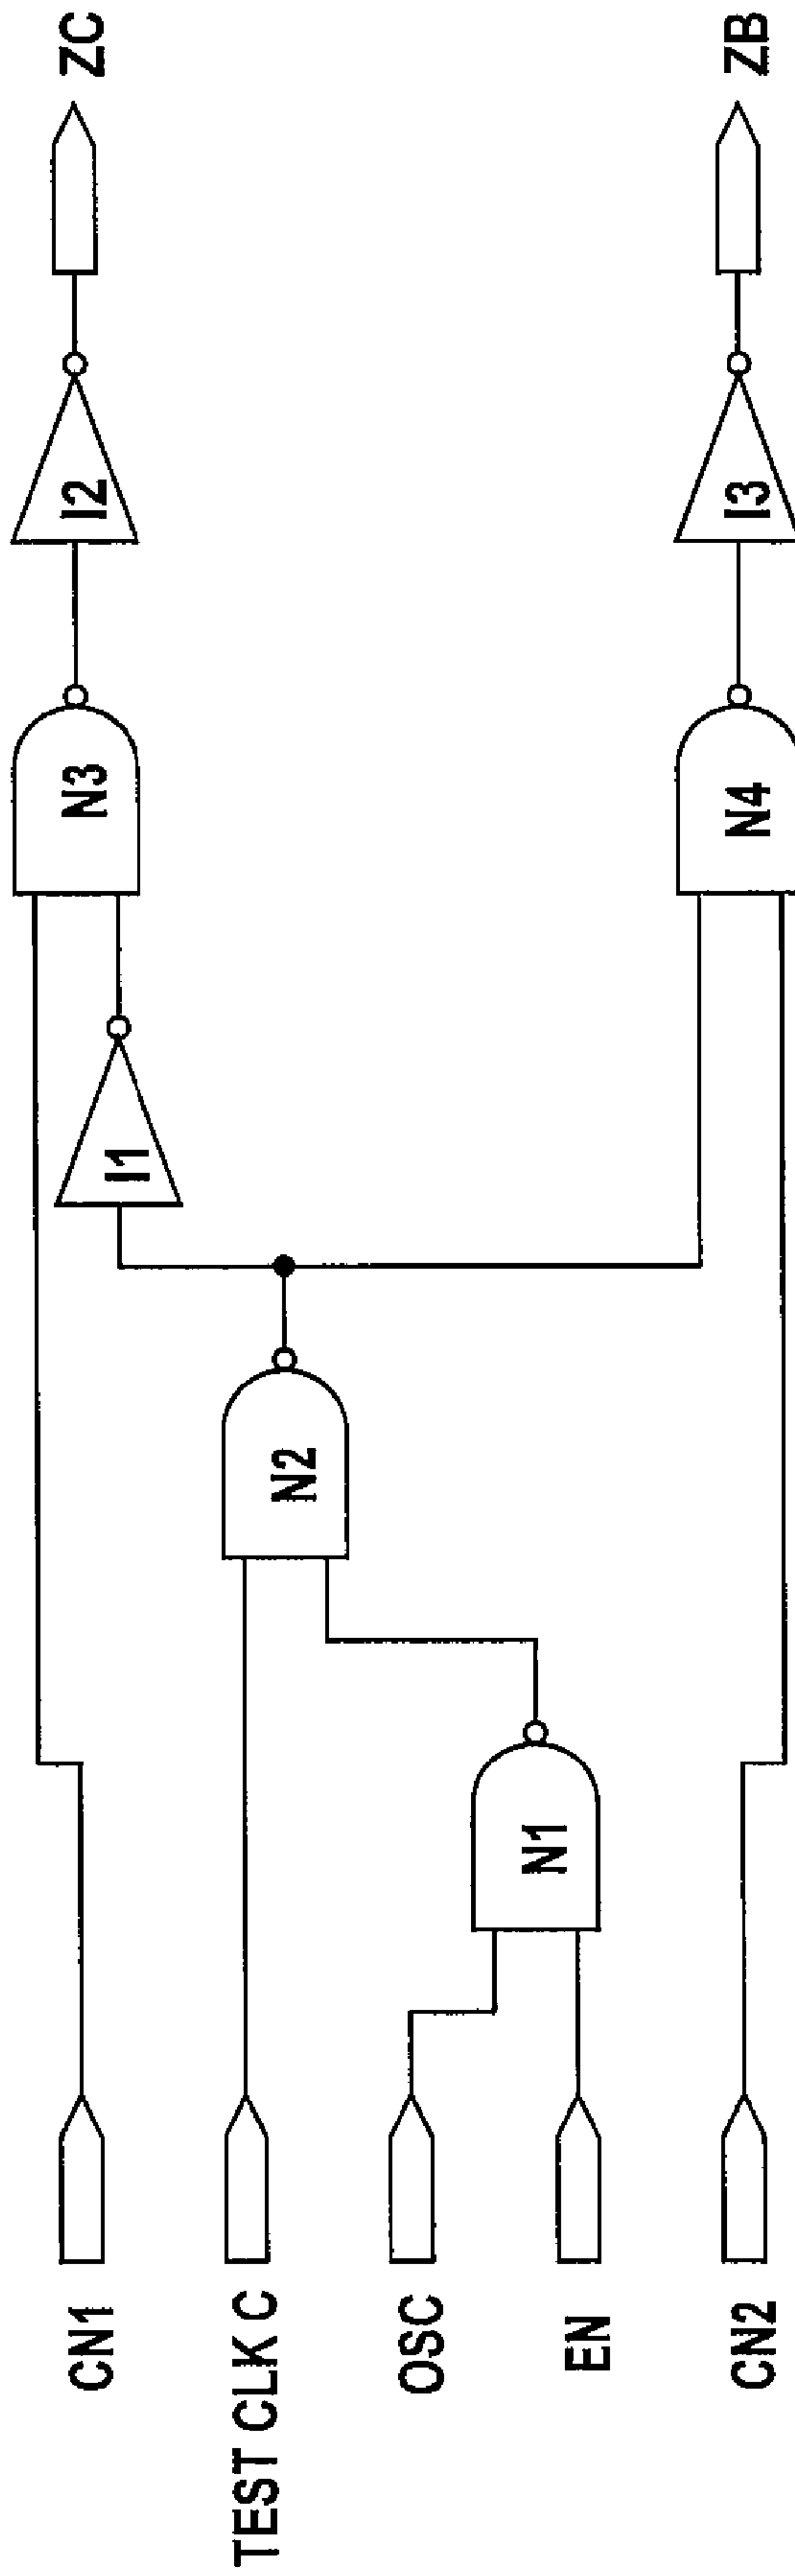 CN1
TEST CLK C
OSC
EN
CN2
N1
N2
I1
N3
N4
I2
I3
ZC
ZB